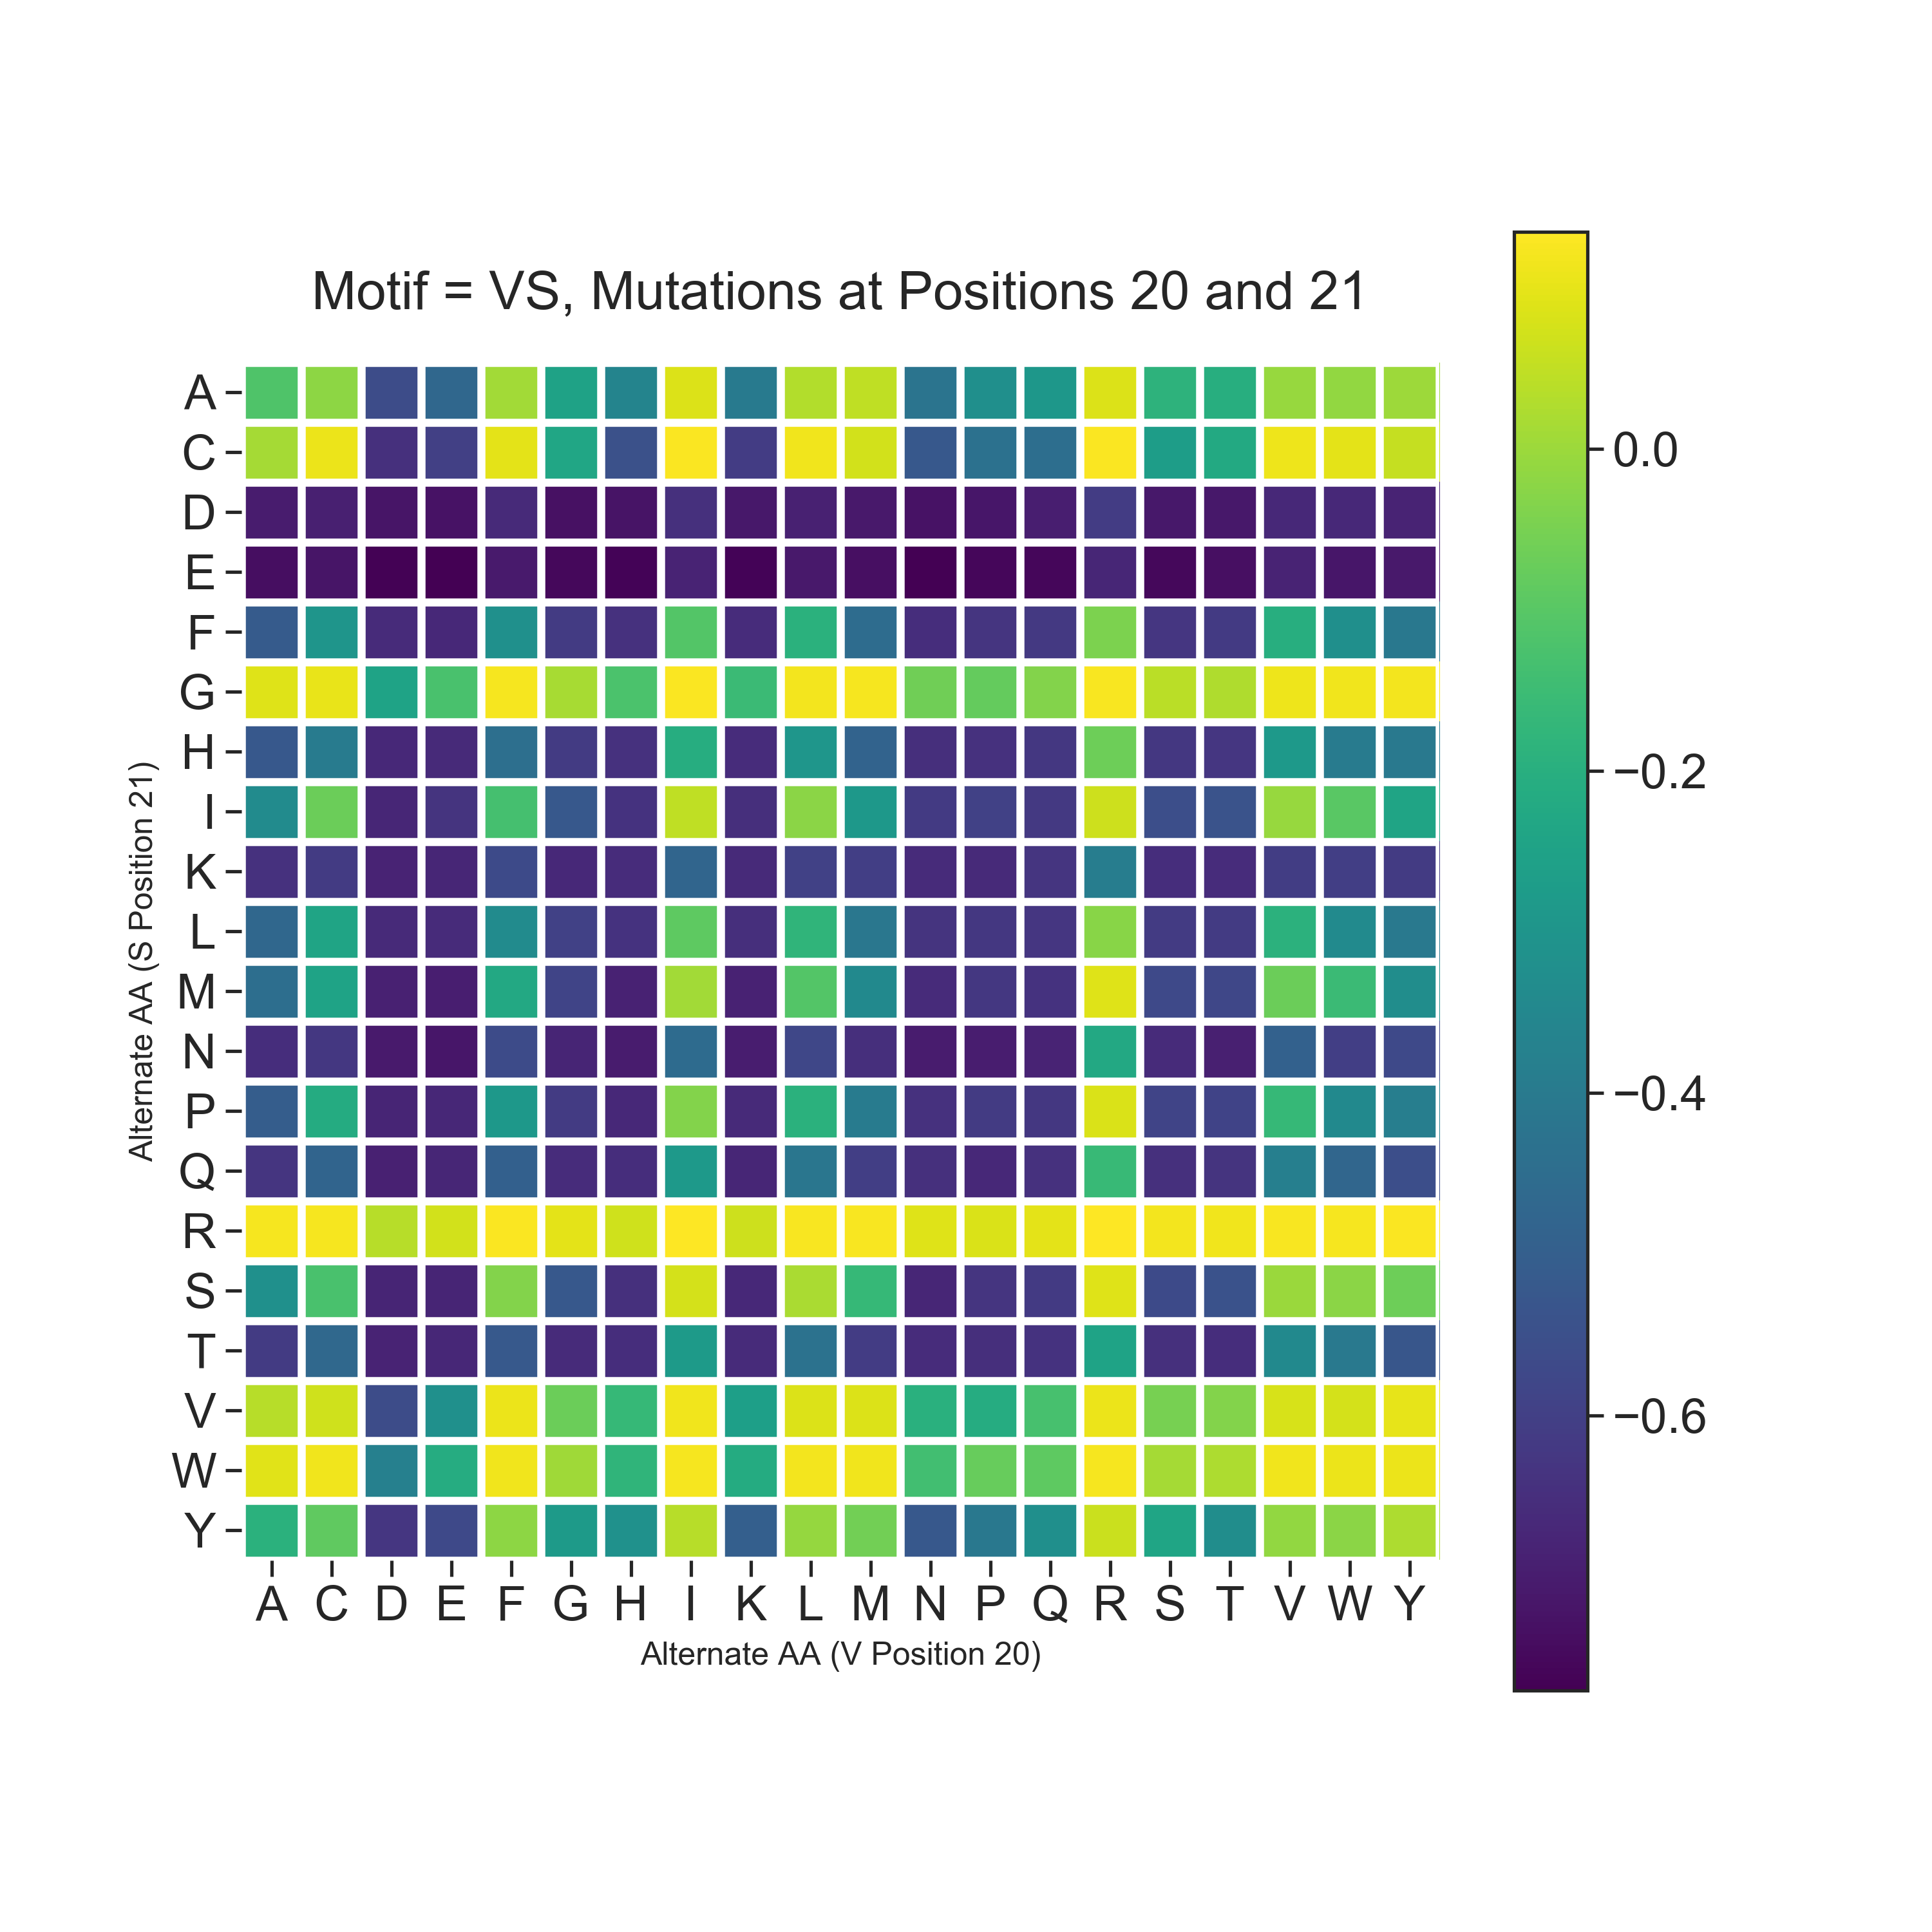 Motif = VS, Mutations at Positions 20 and 21
Alternate AA (S Position 21)
A
C
D
E
F
G
H
I
K
L
M
N
P
Q
R
S
T
V
W
Y
A C D E F G H I K L M N P Q R S T V W Y
Alternate AA (V Position 20)
0.0
−0.2
−0.4
−0.6